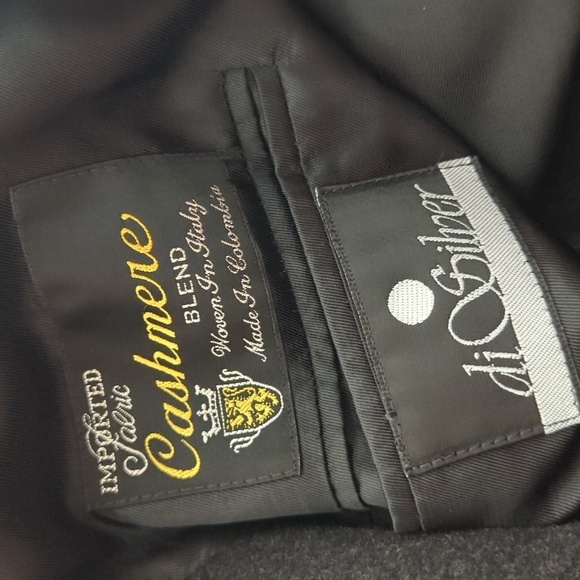 IMPORTED
fabric
Cashmere
BLEND
Woven In Italy
Made In Colombia
di Silver